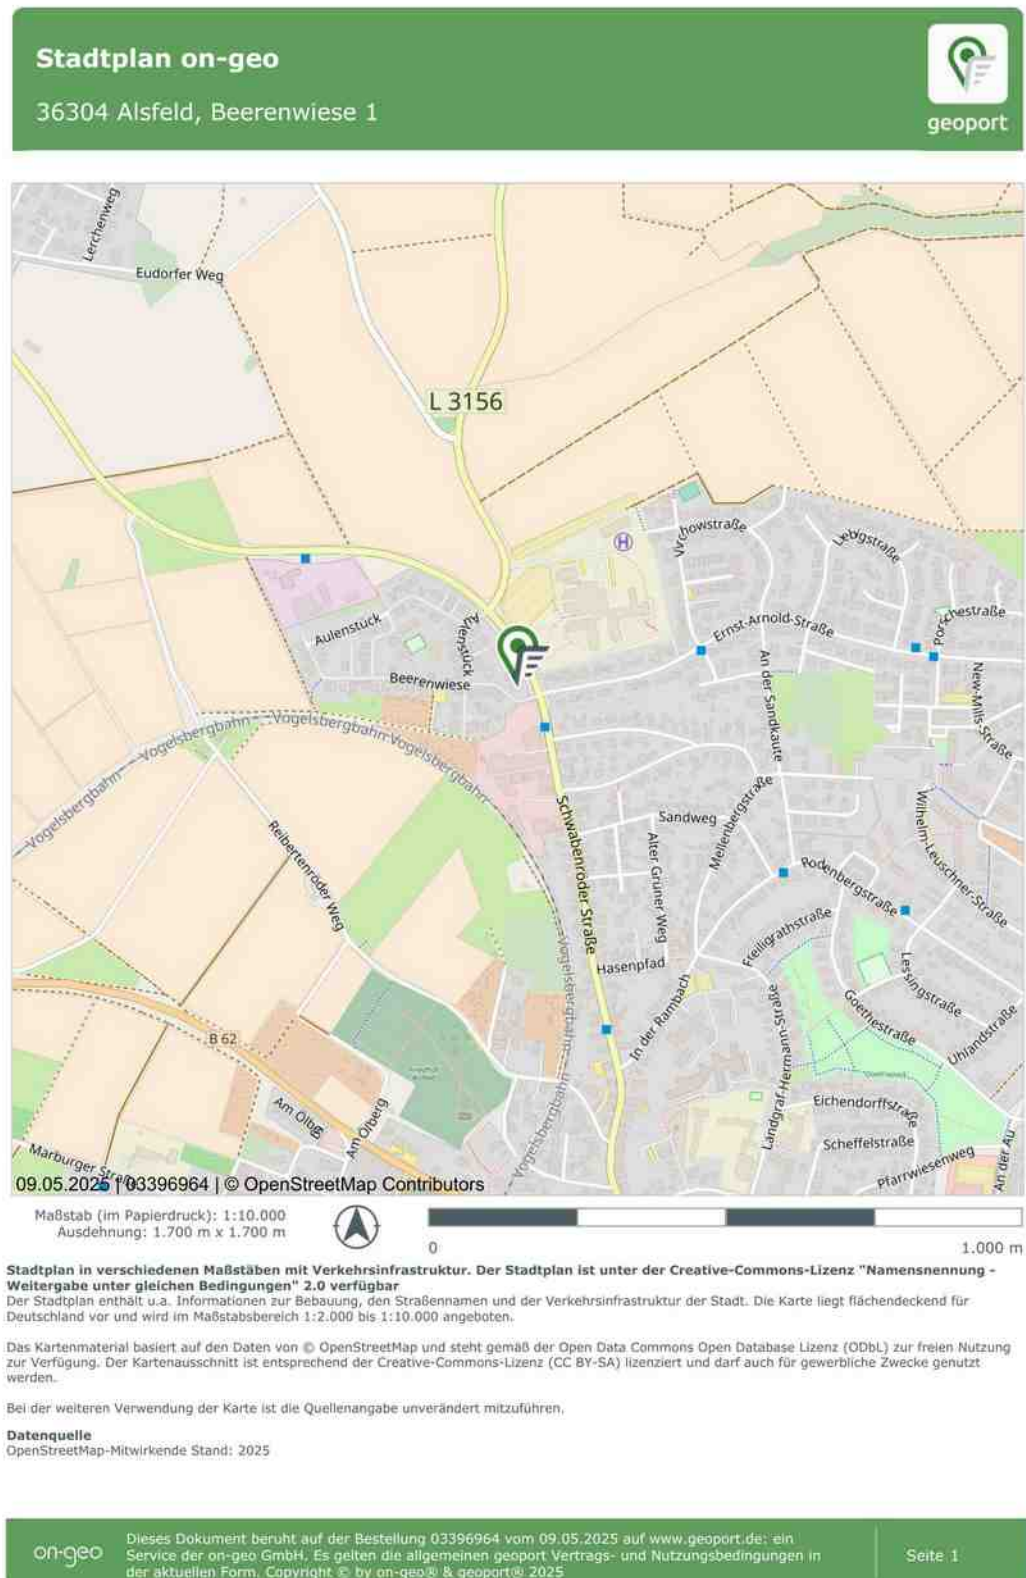 Stadtplan on-geo
36304 Alsfeld, Beerenwiese 1
geoport
Lerchenweg
Eudorfer Weg
L 3156
H
Virchowstraße
Liebigstraße
Porschestraße
Ernst-Arnold-Straße
Aulenstück
Aulenstück
Beerenwiese
An der Sandkaute
New-Mills-Straße
Vogelsbergbahn
Vogelsbergbahn
Vogelsbergbahn
Vogelsbergbahn
Schwabenröder Straße
Sandweg
Mellenbergstraße
Wilhelm-Leuschner-Straße
Reibertenröder Weg
Alter Grüner Weg
Rodenbergstraße
Freiligrathstraße
Hasenpfad
Lessingstraße
Vogelsbergbahn
In der Rambach
Landgraf-Hermann-Straße
Goethestraße
Uhlandstraße
B 62
Am Ölberg
Am Ölberg
Eichendorffstraße
Scheffelstraße
Vogelsbergbahn
Marburger Straße
Pfarrwiesenweg
An der Au
09.05.2025 | 03396964 | © OpenStreetMap Contributors
Maßstab (im Papierdruck): 1:10.000
Ausdehnung: 1.700 m x 1.700 m
0
1.000 m
Stadtplan in verschiedenen Maßstäben mit Verkehrsinfrastruktur. Der Stadtplan ist unter der Creative-Commons-Lizenz "Namensnennung -
Weitergabe unter gleichen Bedingungen" 2.0 verfügbar
Der Stadtplan enthält u.a. Informationen zur Bebauung, den Straßennamen und der Verkehrsinfrastruktur der Stadt. Die Karte liegt flächendeckend für
Deutschland vor und wird im Maßstabsbereich 1:2.000 bis 1:10.000 angeboten.
Das Kartenmaterial basiert auf den Daten von © OpenStreetMap und steht gemäß der Open Data Commons Open Database Lizenz (ODbL) zur freien Nutzung
zur Verfügung. Der Kartenausschnitt ist entsprechend der Creative-Commons-Lizenz (CC BY-SA) lizenziert und darf auch für gewerbliche Zwecke genutzt
werden.
Bei der weiteren Verwendung der Karte ist die Quellenangabe unverändert mitzuführen.
Datenquelle
OpenStreetMap-Mitwirkende Stand: 2025
on-geo
Dieses Dokument beruht auf der Bestellung 03396964 vom 09.05.2025 auf www.geoport.de: ein
Service der on-geo GmbH. Es gelten die allgemeinen geoport Vertrags- und Nutzungsbedingungen in
der aktuellen Form. Copyright © by on-geo® & geoport® 2025
Seite 1